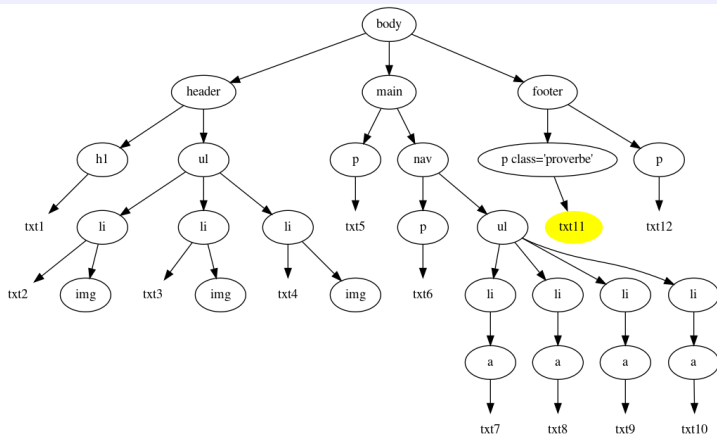 body
header main footer
h1 ul p nav p class='proverbe' p
txt1 li li li txt5 p ul txt11 txt12
txt2 img txt3 img txt4 img txt6 li li li li
a a a a
txt7 txt8 txt9 txt10